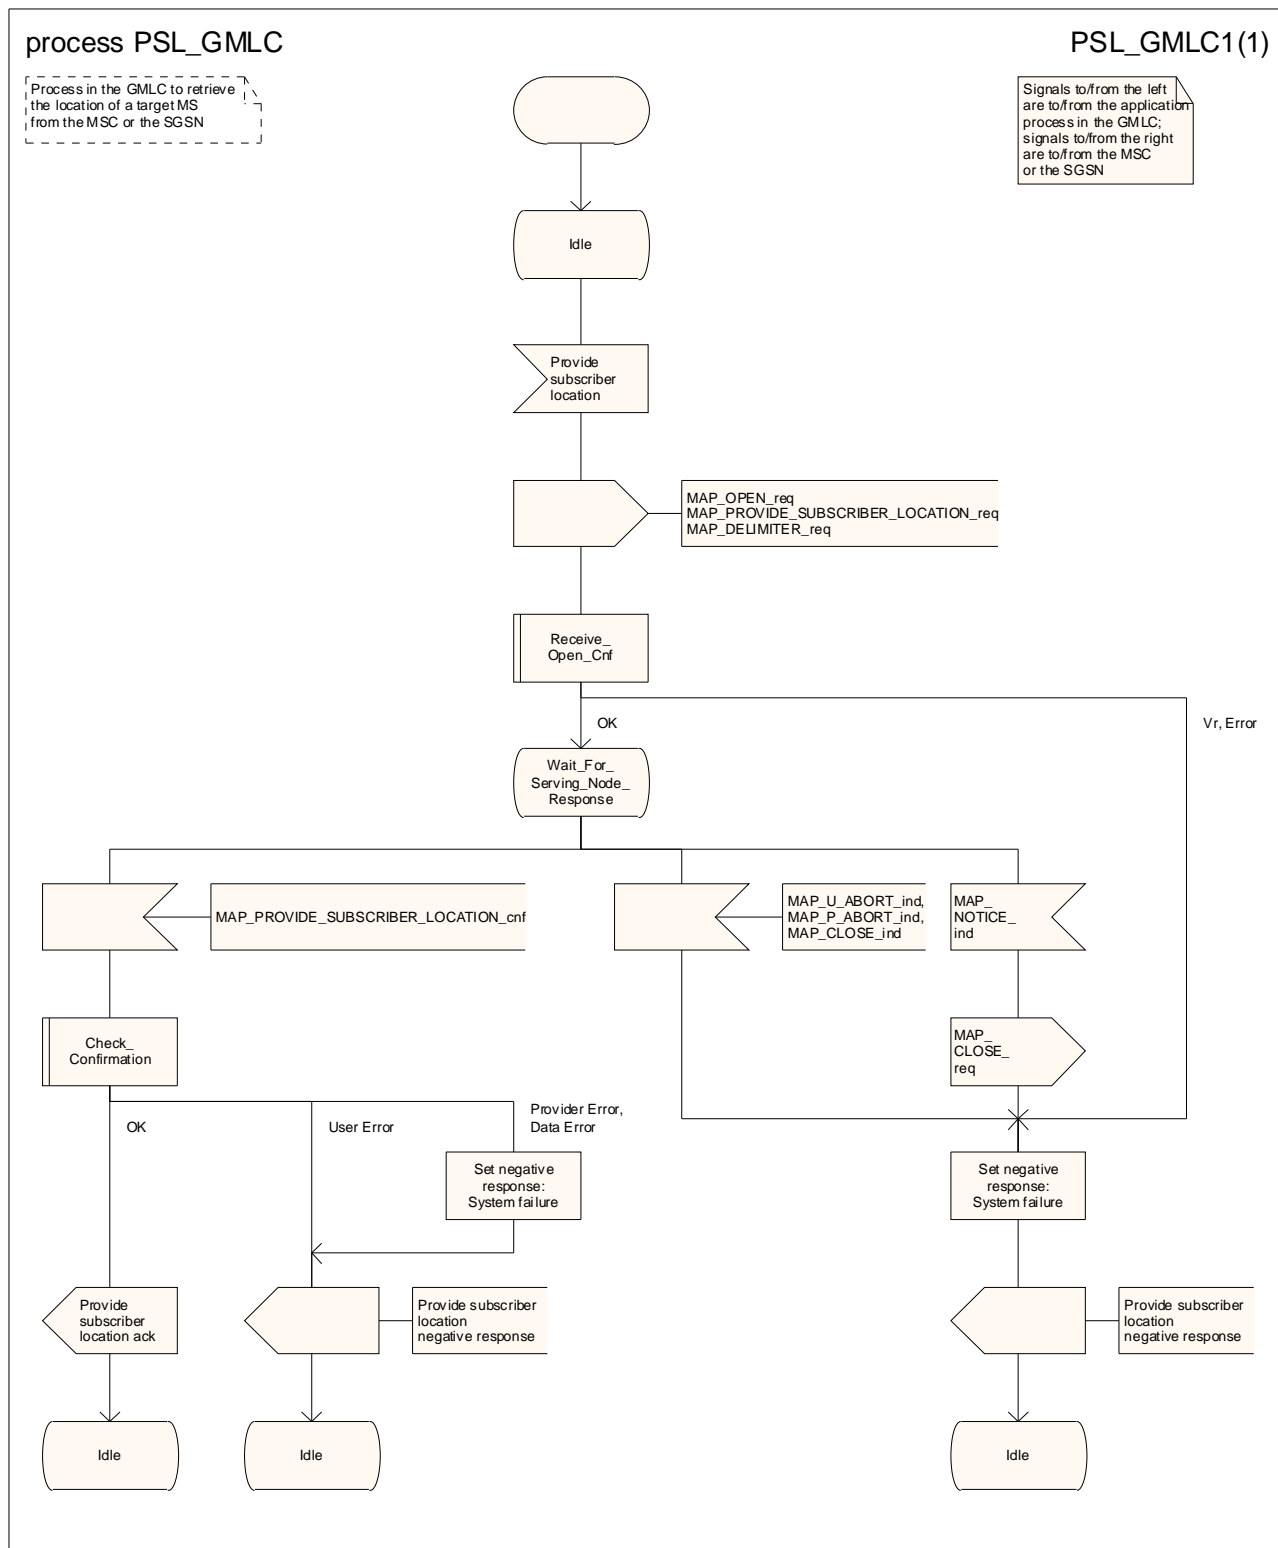 process PSL_GMLC
PSL_GMLC1(1)
Process in the GMLC to retrieve
the location of a target MS
from the MSC or the SGSN
Signals to/from the left
are to/from the application
process in the GMLC;
signals to/from the right
are to/from the MSC
or the SGSN
Idle
Provide
subscriber
location
MAP_OPEN_req
MAP_PROVIDE_SUBSCRIBER_LOCATION_req
MAP_DELIMITER_req
Receive_
Open_Cnf
OK
Vr, Error
Wait_For_
Serving_Node_
Response
MAP_PROVIDE_SUBSCRIBER_LOCATION_cnf
MAP_U_ABORT_ind,
MAP_P_ABORT_ind,
MAP_CLOSE_ind
MAP_
NOTICE_
ind
Check_
Confirmation
MAP_
CLOSE_
req
OK
User Error
Provider Error,
Data Error
Set negative
response:
System failure
Set negative
response:
System failure
Provide
subscriber
location ack
Provide subscriber
location
negative response
Provide subscriber
location
negative response
Idle
Idle
Idle